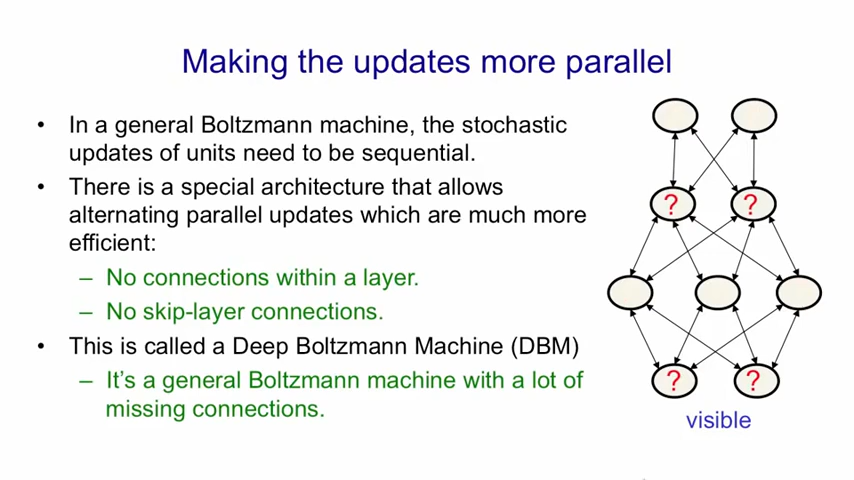 Making the updates more parallel
• In a general Boltzmann machine, the stochastic
updates of units need to be sequential.
• There is a special architecture that allows
alternating parallel updates which are much more
efficient:
– No connections within a layer.
– No skip-layer connections.
• This is called a Deep Boltzmann Machine (DBM)
– It's a general Boltzmann machine with a lot of
missing connections.
? ?
? ?
visible